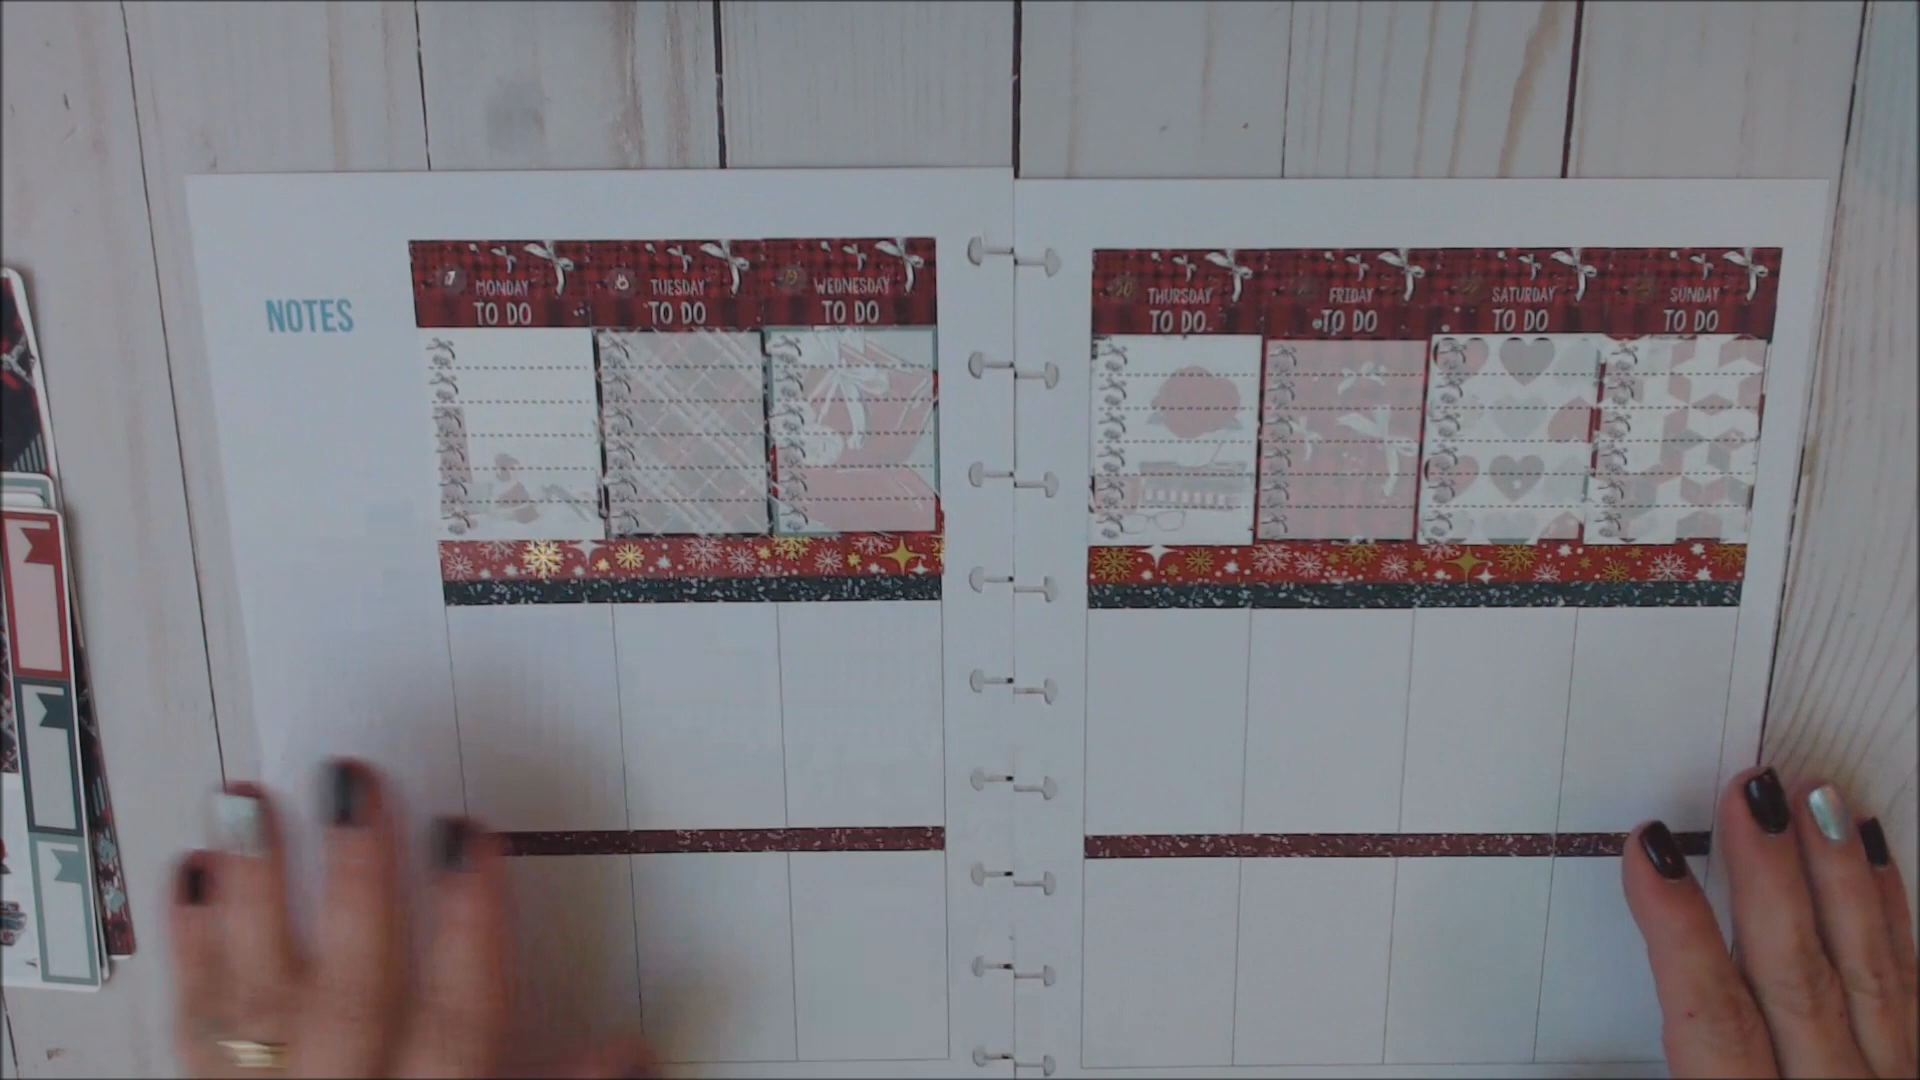 NOTES
MONDAY
TO DO
TUESDAY
TO DO
WEDNESDAY
TO DO
THURSDAY
TO DO
FRIDAY
TO DO
SATURDAY
TO DO
SUNDAY
TO DO